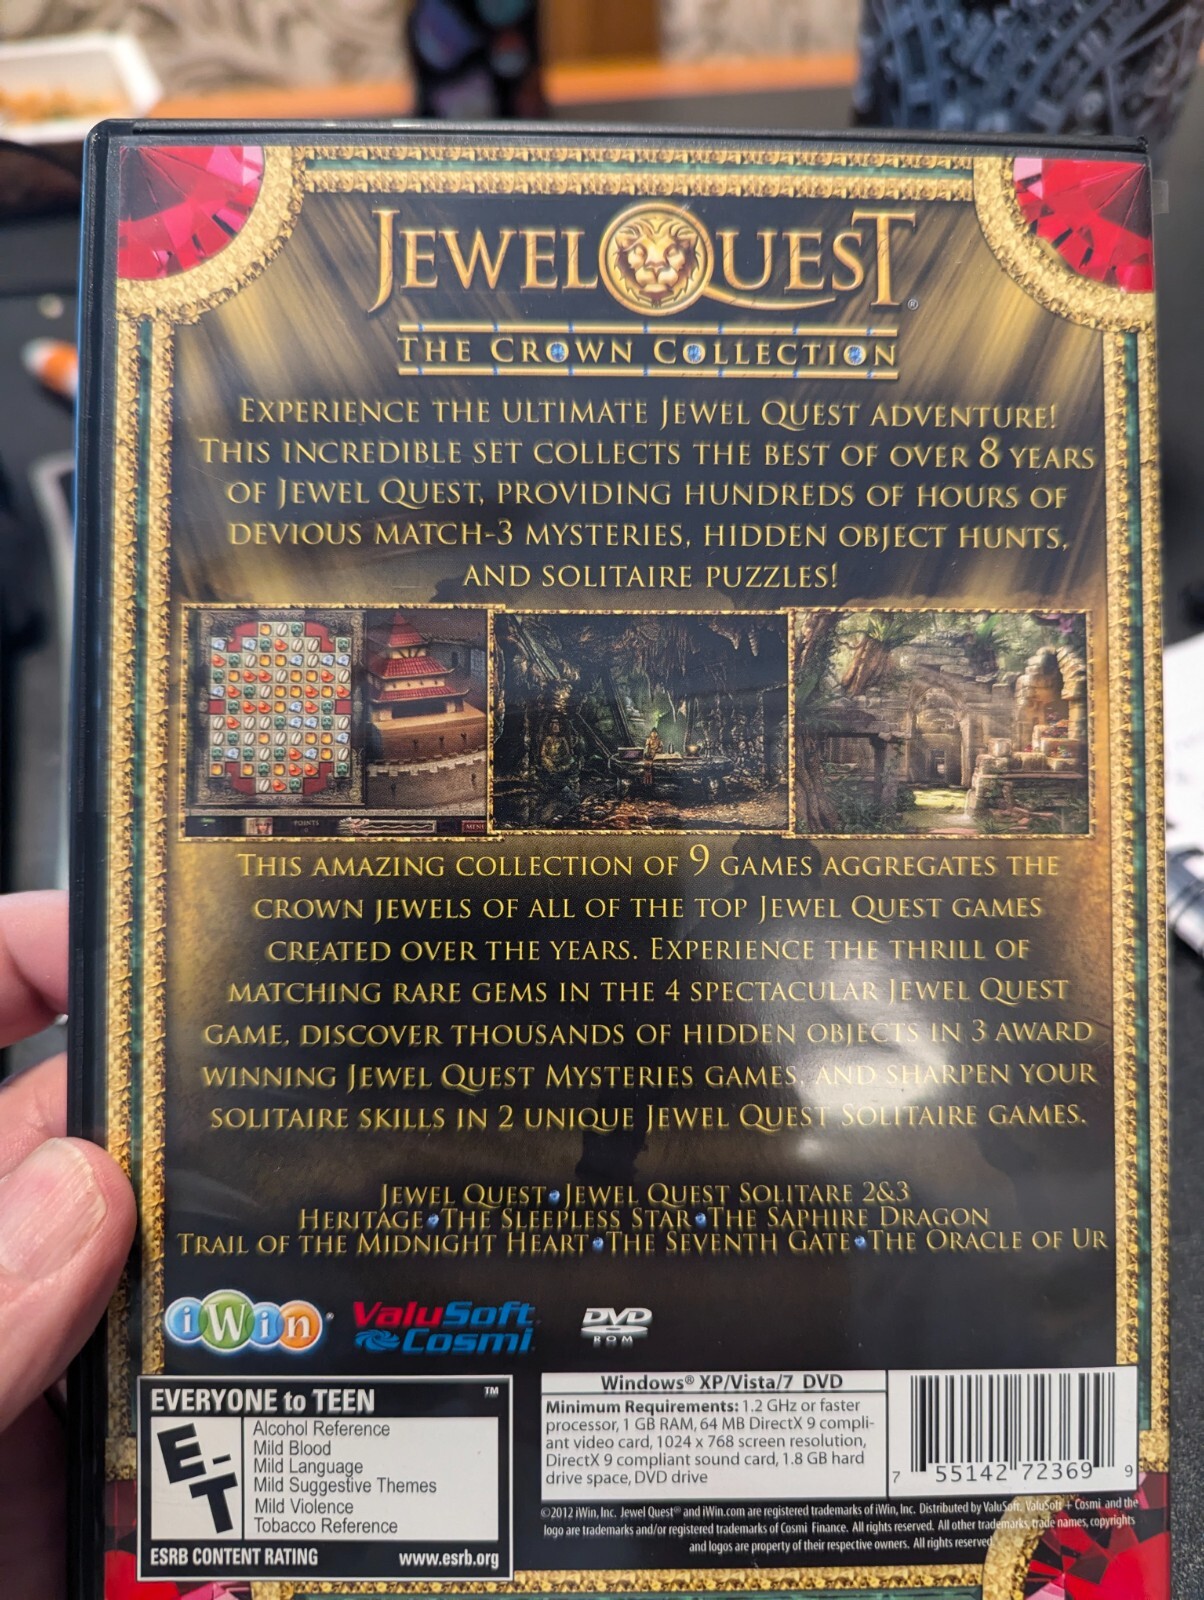 JEWEL QUEST®
THE CROWN COLLECTION
EXPERIENCE THE ULTIMATE JEWEL QUEST ADVENTURE!
THIS INCREDIBLE SET COLLECTS THE BEST OF OVER 8 YEARS
OF JEWEL QUEST, PROVIDING HUNDREDS OF HOURS OF
DEVIOUS MATCH-3 MYSTERIES, HIDDEN OBJECT HUNTS,
AND SOLITAIRE PUZZLES!
POINTS
MENU
THIS AMAZING COLLECTION OF 9 GAMES AGGREGATES THE
CROWN JEWELS OF ALL OF THE TOP JEWEL QUEST GAMES
CREATED OVER THE YEARS. EXPERIENCE THE THRILL OF
MATCHING RARE GEMS IN THE 4 SPECTACULAR JEWEL QUEST
GAME, DISCOVER THOUSANDS OF HIDDEN OBJECTS IN 3 AWARD
WINNING JEWEL QUEST MYSTERIES GAMES, AND SHARPEN YOUR
SOLITAIRE SKILLS IN 2 UNIQUE JEWEL QUEST SOLITAIRE GAMES.
JEWEL QUEST • JEWEL QUEST SOLITARE 2&3
HERITAGE • THE SLEEPLESS STAR • THE SAPHIRE DRAGON
TRAIL OF THE MIDNIGHT HEART • THE SEVENTH GATE • THE ORACLE OF UR
iWin®
ValuSoft
Cosmi
DVD
ROM
EVERYONE to TEEN ™
E-T
Alcohol Reference
Mild Blood
Mild Language
Mild Suggestive Themes
Mild Violence
Tobacco Reference
ESRB CONTENT RATING www.esrb.org
Windows® XP/Vista/7 DVD
Minimum Requirements: 1.2 GHz or faster
processor, 1 GB RAM, 64 MB DirectX 9 compli-
ant video card, 1024 x 768 screen resolution,
DirectX 9 compliant sound card, 1.8 GB hard
drive space, DVD drive
7 55142 72369 9
©2012 iWin, Inc. Jewel Quest® and iWin.com are registered trademarks of iWin, Inc. Distributed by ValuSoft. ValuSoft + Cosmi and the
logo are trademarks and/or registered trademarks of Cosmi Finance. All rights reserved. All other trademarks, trade names, copyrights
and logos are property of their respective owners. All rights reserved.